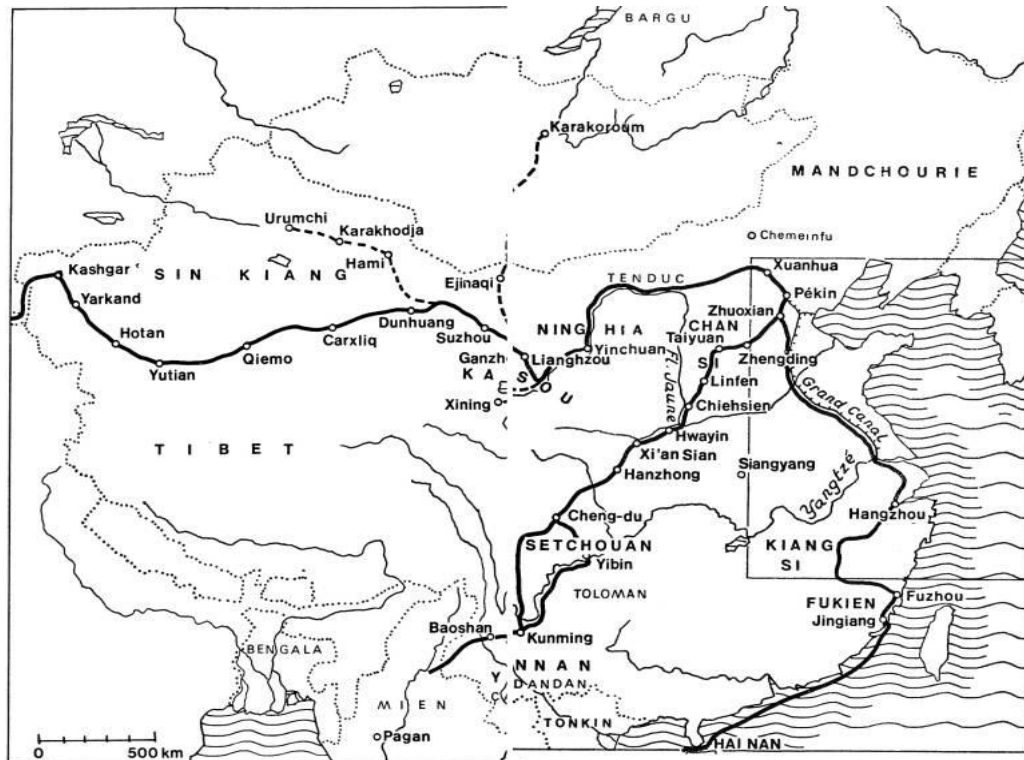 BARGU
Karakoroum
MANDCHOURIE
Urumchi
Karakhodja
Chemeinfu
Hami
Kashgar
SIN KIANG
Ejinaqi
TENDUC
Xuanhua
Yarkand
Pékin
Dunhuang
Zhuoxian
Hotan
Carxliq
Suzhou
NING HIA
CHAN
SI
Taiyuan
Qiemo
Ganzh
Lianghzou
Yinchuan
Zhengding
Yutian
KA
SOU
Fl. Jaune
Linfen
Grand Canal
Xining
Chiehsien
TIBET
Hwayin
Xi'an Sian
Siangyang
Hanzhong
Yangtzé
Hangzhou
Cheng-du
SETCHOUAN
KIANG
SI
Yibin
TOLOMAN
Fuzhou
FUKIEN
Jingiang
Baoshan
Kunming
BENGALA
Y
NNAN
DANDAN
MIEN
TONKIN
Pagan
HAI NAN
0 500 km